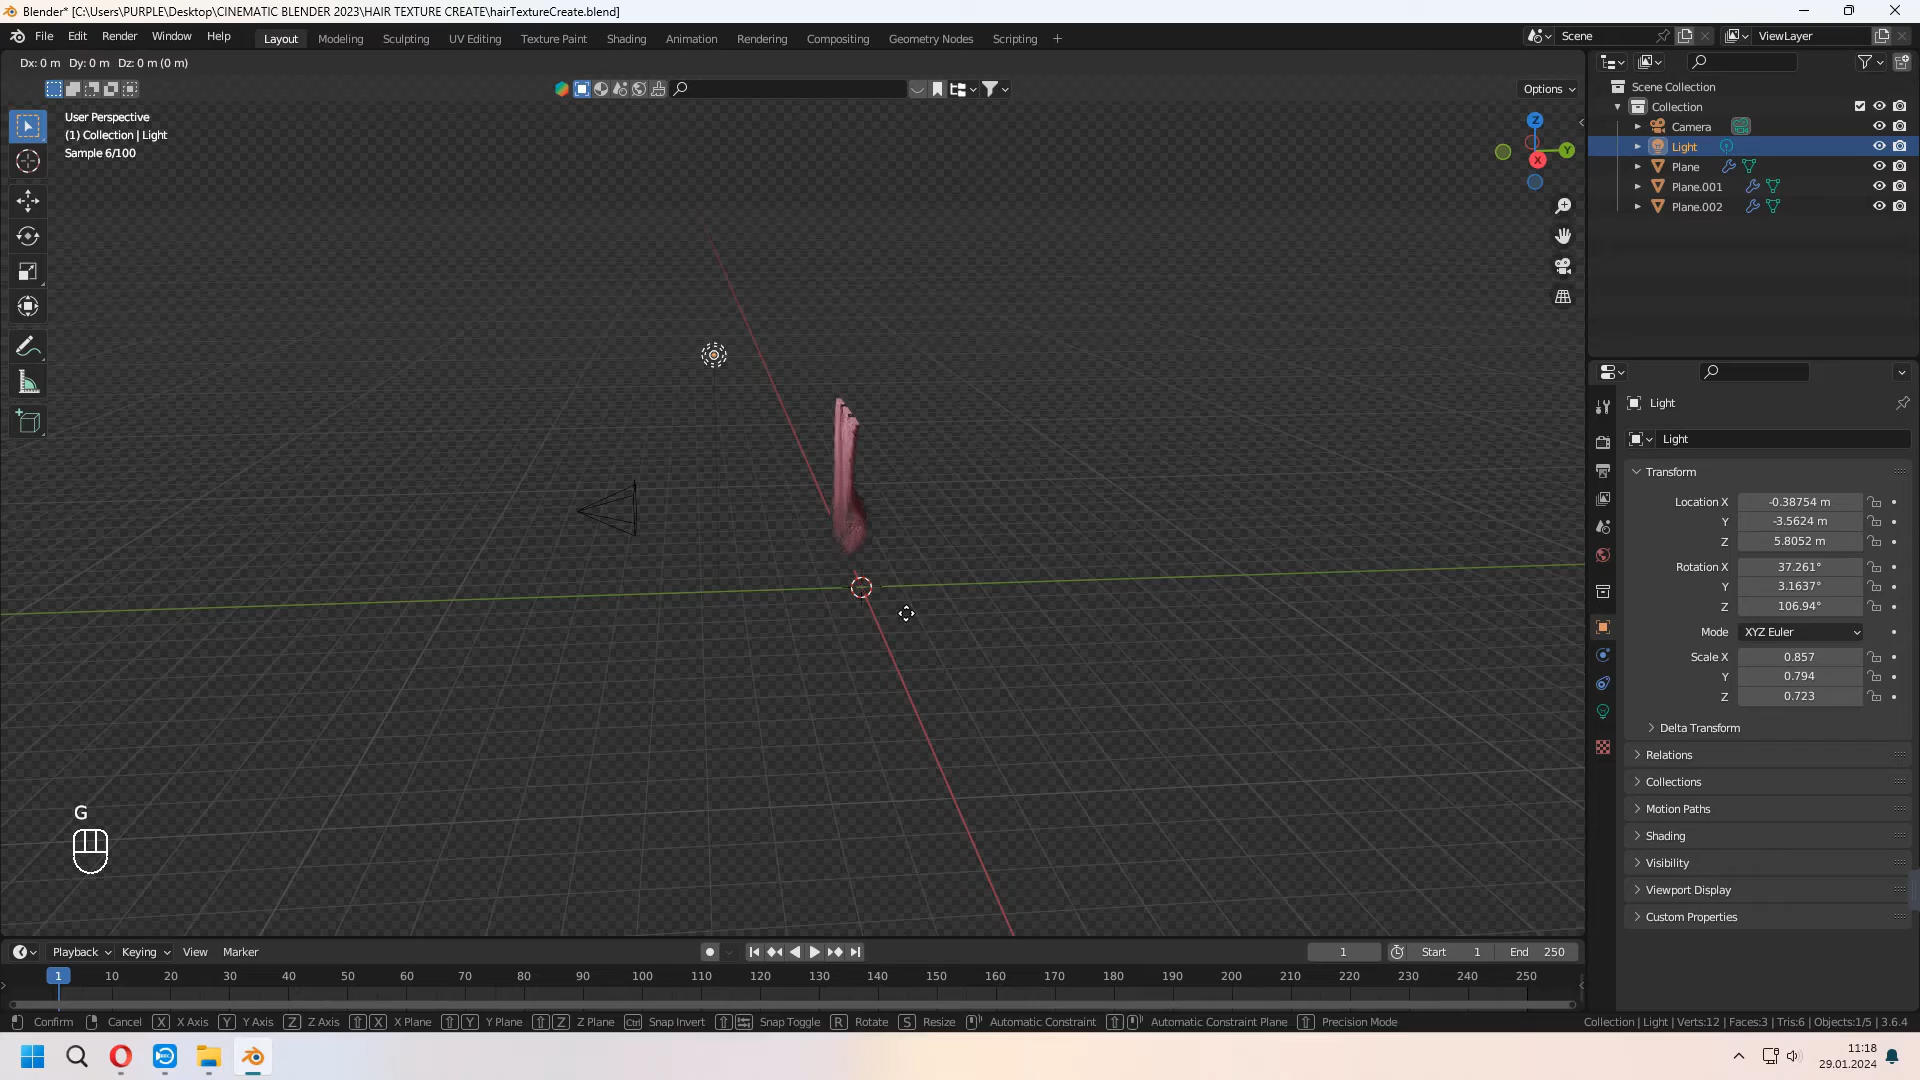 Blender* [C:\Users\PURPLE\Desktop\CINEMATIC BLENDER 2023\HAIR TEXTURE CREATE\hairTextureCreate.blend]
File Edit Render Window Help Layout Modeling Sculpting UV Editing Texture Paint Shading Animation Rendering Compositing Geometry Nodes Scripting + Scene ViewLayer
Dx: 0 m Dy: 0 m Dz: 0 m (0 m)
Options
User Perspective
(1) Collection | Light
Sample 6/100
Z
Y
X
Scene Collection
Collection
Camera
Light
Plane
Plane.001
Plane.002
Light
Light
Transform
Location X -0.38754 m
Y -3.5624 m
Z 5.8052 m
Rotation X 37.261°
Y 3.1637°
Z 106.94°
Mode XYZ Euler
Scale X 0.857
Y 0.794
Z 0.723
Delta Transform
Relations
Collections
Motion Paths
Shading
Visibility
Viewport Display
Custom Properties
G
Playback Keying View Marker 1 Start 1 End 250
1 10 20 30 40 50 60 70 80 90 100 110 120 130 140 150 160 170 180 190 200 210 220 230 240 250
Confirm Cancel X X Axis Y Y Axis Z Z Axis X X Plane Y Y Plane Z Z Plane Ctrl Snap Invert Snap Toggle R Rotate S Resize Automatic Constraint Automatic Constraint Plane Precision Mode Collection | Light | Verts:12 | Faces:3 | Tris:6 | Objects:1/5 | 3.6.4
11:18
29.01.2024